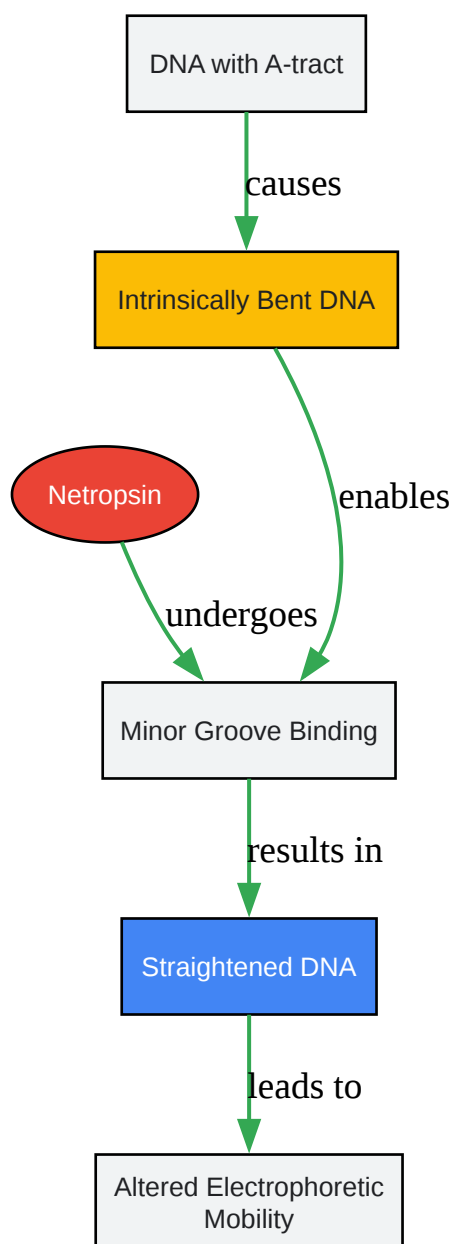 DNA with A-tract
causes
Intrinsically Bent DNA
Netropsin
enables
undergoes
Minor Groove Binding
results in
Straightened DNA
leads to
Altered Electrophoretic
Mobility